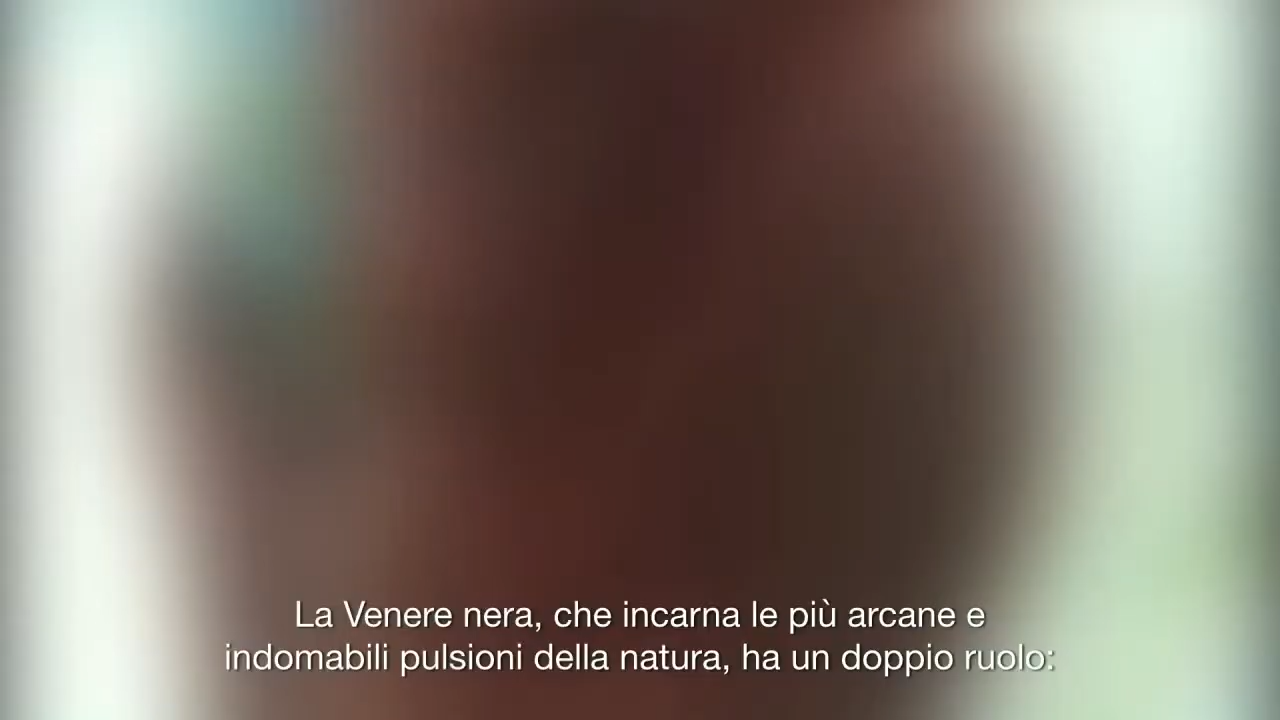 La Venere nera, che incarna le più arcane e
indomabili pulsioni della natura, ha un doppio ruolo: